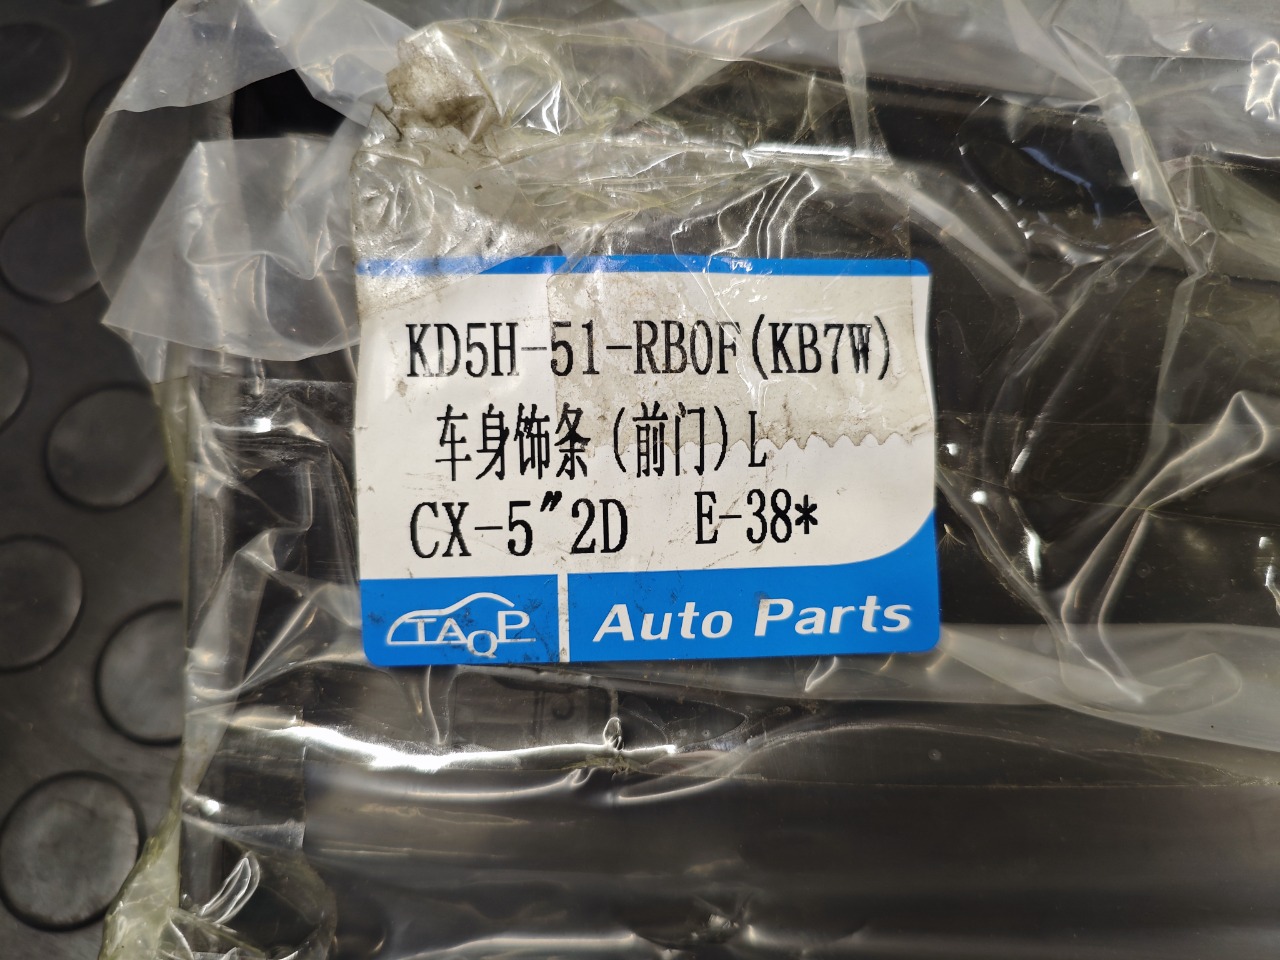 KD5H-51-RB0F(KB7W)
车身饰条(前门)L
CX-5"2D E-38*
TAQP Auto Parts